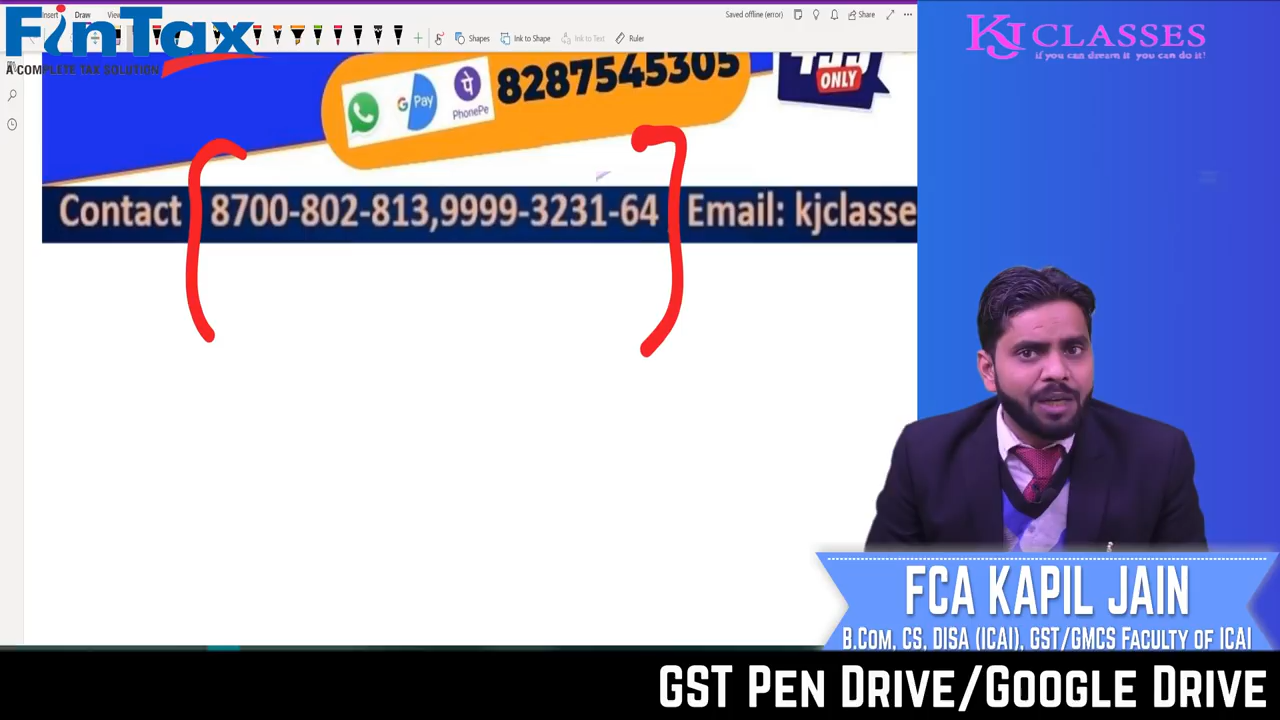 Insert Draw View
Saved offline (error) Share
FinTax
A COMPLETE TAX SOLUTION
Shapes Ink to Shape Ink to Text Ruler
KJ CLASSES
if you can dream it you can do it!
G Pay PhonePe 8287545305
ONLY
Contact 8700-802-813,9999-3231-64 Email: kjclasse
FCA KAPIL JAIN
B.COM, CS, DISA (ICAI), GST/GMCS FACULTY OF ICAI
GST PEN DRIVE/GOOGLE DRIVE